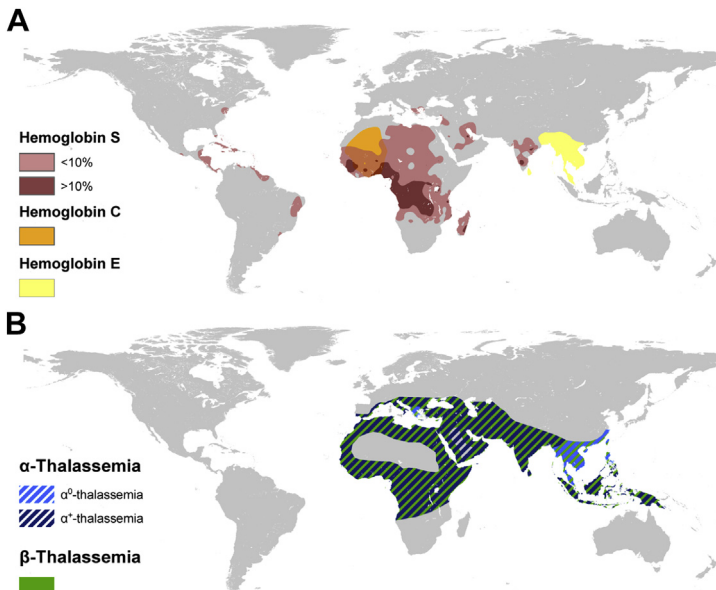 A
Hemoglobin S
<10%
>10%
Hemoglobin C
Hemoglobin E
B
α-Thalassemia
α⁰-thalassemia
α⁺-thalassemia
β-Thalassemia